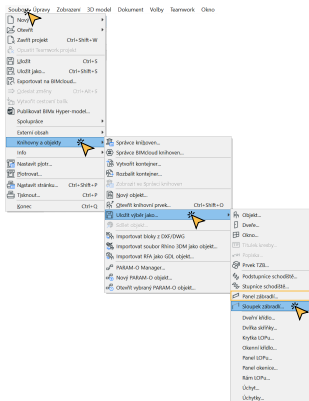 Soubor Úpravy Zobrazení 3D model Dokument Volby Teamwork Okno
Nový
Otevřít
Zavřít projekt Ctrl+Shift+W
Opustit Teamwork projekt
Uložit Ctrl+S
Uložit jako... Ctrl+Shift+S
Exportovat na BIMcloud...
Publikovat BIMx Hyper-model...
Spolupráce
Externí obsah
Knihovny a objekty
Info
Nastavit plotr...
Plotrovat...
Nastavit stránku... Ctrl+Shift+P
Tisknout... Ctrl+P
Konec Ctrl+Q
Správce knihoven...
Správce BIMcloud knihoven...
Vytvořit kontejner...
Rozbalit kontejner...
Nový objekt...
Otevřít knihovní prvek... Ctrl+Shift+O
Uložit výběr jako...
Importovat bloky z DXF/DWG
Importovat soubor Rhino 3DM jako objekt...
Importovat RFA jako GDL objekt...
PARAM-O Manager...
Nový PARAM-O objekt...
Otevřít vybraný PARAM-O objekt...
Objekt...
Dveře...
Okno...
Prvek TZB...
Podstupnice schodiště...
Stupnice schodiště...
Panel zábradlí...
Sloupek zábradlí...
Dveřní křídlo...
Dvířka skříňky...
Krytka LOPu...
Okenní křídlo...
Panel LOPu...
Panel okenice...
Rám LOPu...
Úchyt...
Úchytky...